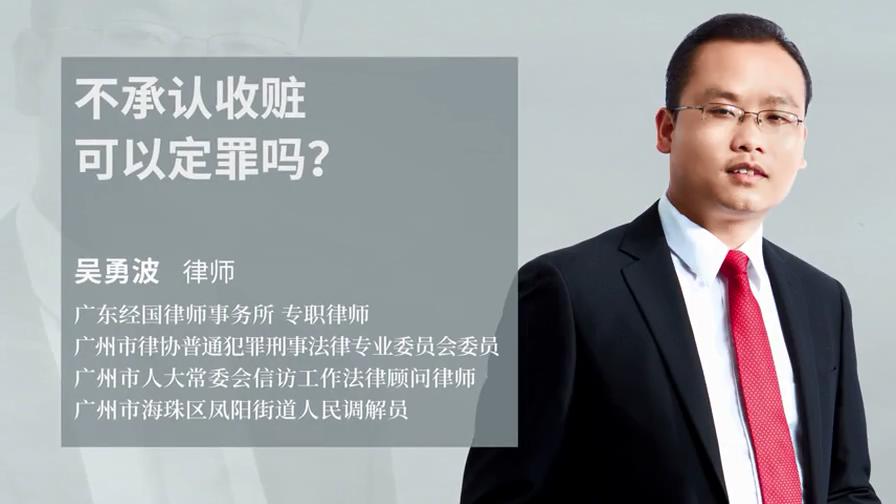 不承认收赃
可以定罪吗？
吴勇波 律师
广东经国律师事务所 专职律师
广州市律协普通犯罪刑事法律专业委员会委员
广州市人大常委会信访工作法律顾问律师
广州市海珠区凤阳街道人民调解员